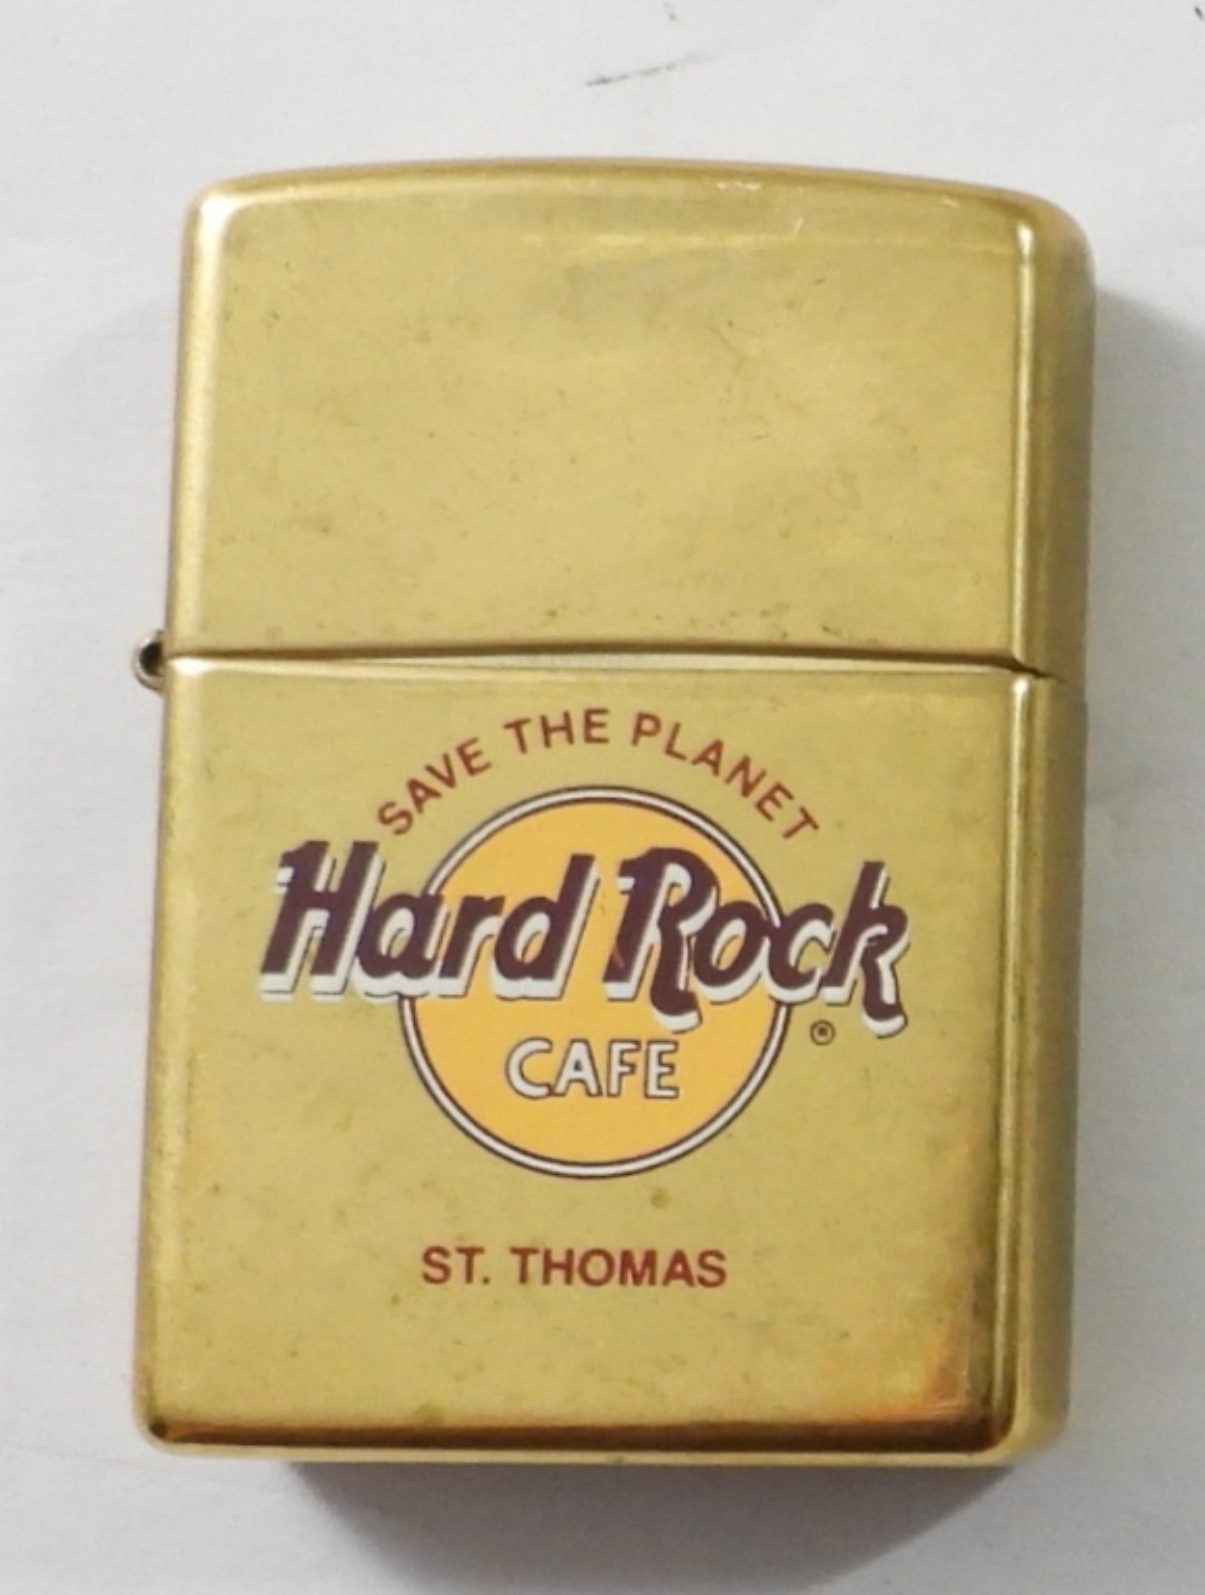 SAVE THE PLANET
Hard Rock
®
CAFE
ST. THOMAS